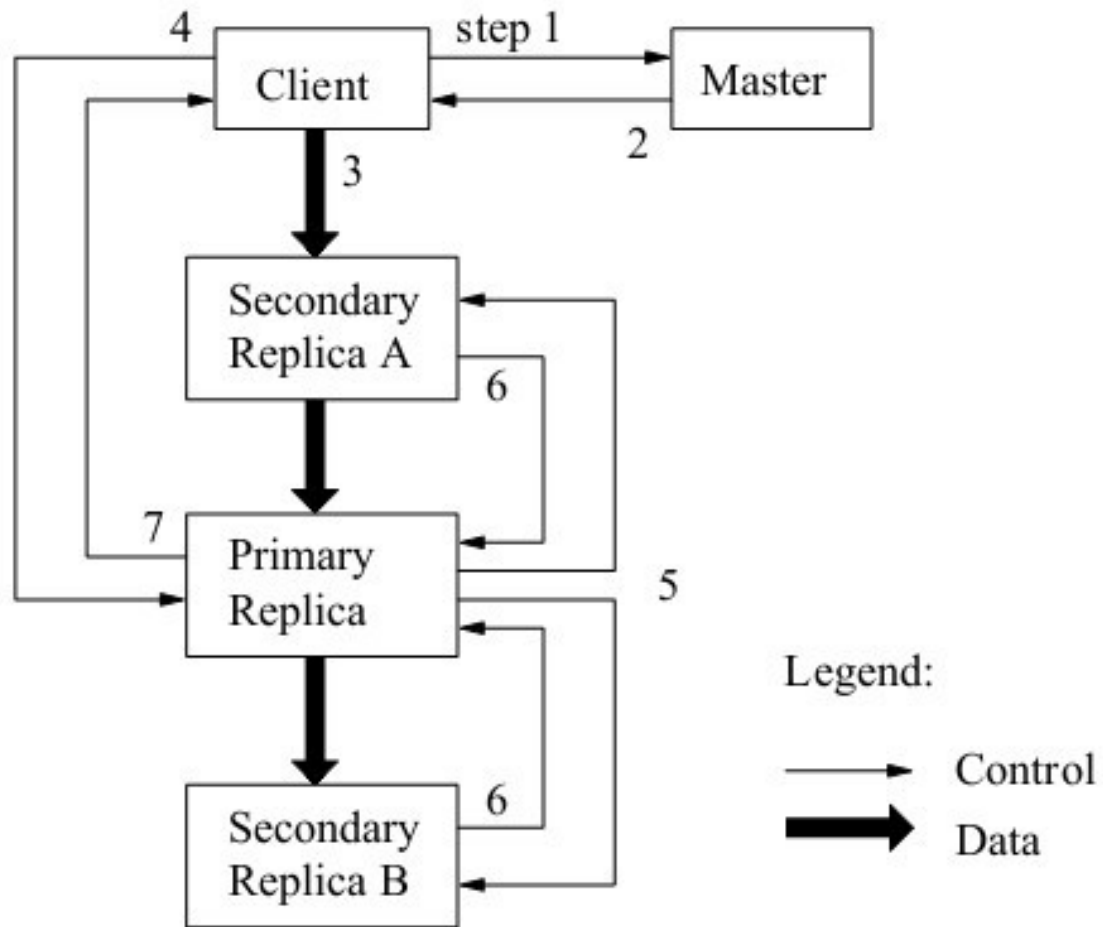 4
step 1
Client
Master
2
3
Secondary
Replica A
6
7
Primary
Replica
5
Legend:
6
Control
Secondary
Replica B
Data